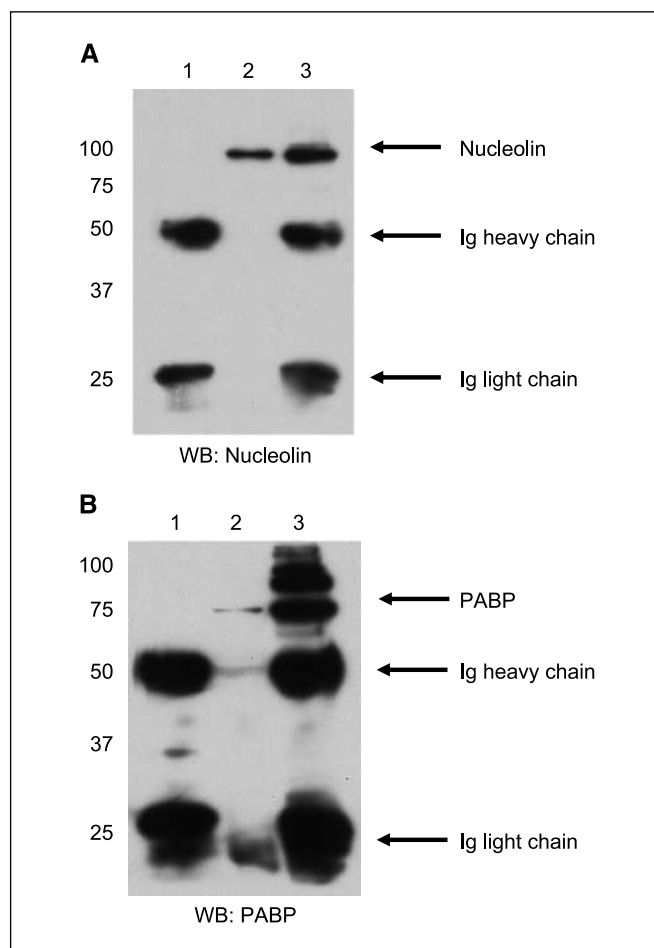 A
1 2 3
100
75
50
37
25
Nucleolin
Ig heavy chain
Ig light chain
WB: Nucleolin
B
1 2 3
100
75
50
37
25
PABP
Ig heavy chain
Ig light chain
WB: PABP